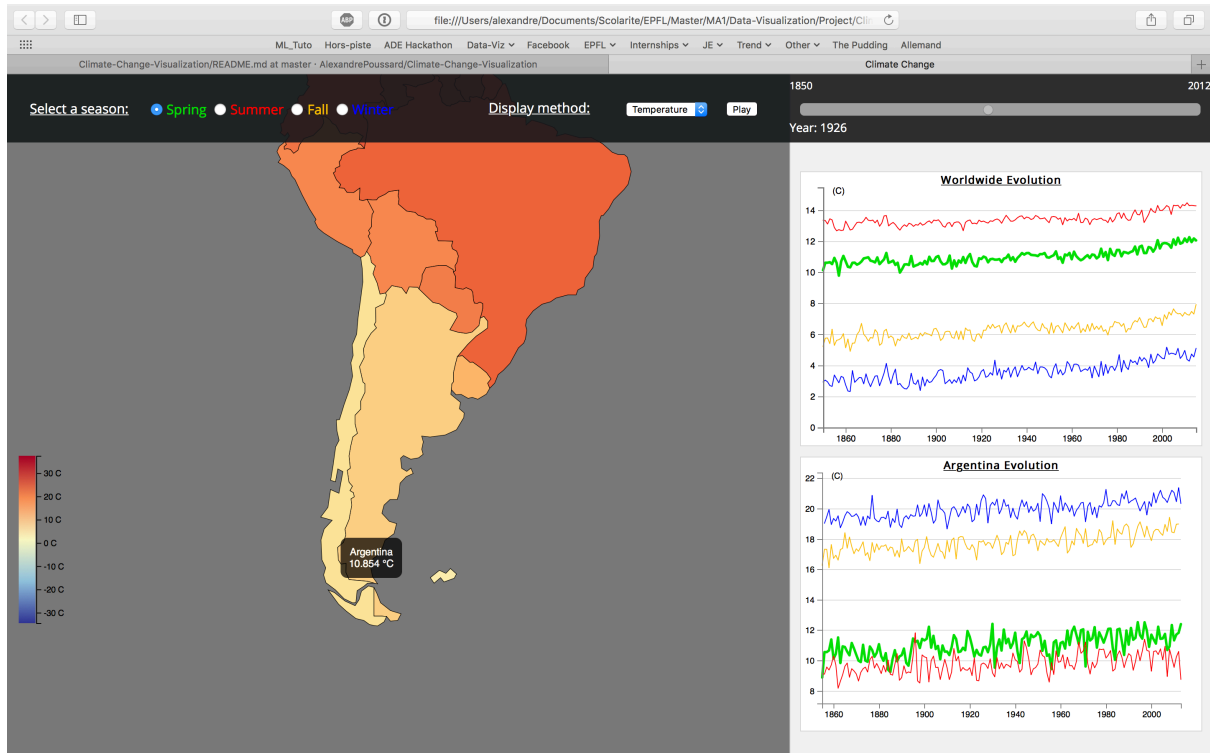 ABP
file:///Users/alexandre/Documents/Scolarite/EPFL/Master/MA1/Data-Visualization/Project/Cli
ML_Tuto Hors-piste ADE Hackathon Data-Viz Facebook EPFL Internships JE Trend Other The Pudding Allemand
Climate-Change-Visualization/README.md at master · AlexandrePoussard/Climate-Change-Visualization
Climate Change
Select a season: Spring Summer Fall Winter Display method: Temperature Play
1850 2012
Year: 1926
Worldwide Evolution
(C)
14
12
10
8
6
4
2
0
1860 1880 1900 1920 1940 1960 1980 2000
Argentina Evolution
(C)
22
20
18
16
14
12
10
8
1860 1880 1900 1920 1940 1960 1980 2000
30 C
20 C
10 C
0 C
-10 C
-20 C
-30 C
Argentina
10.854 °C